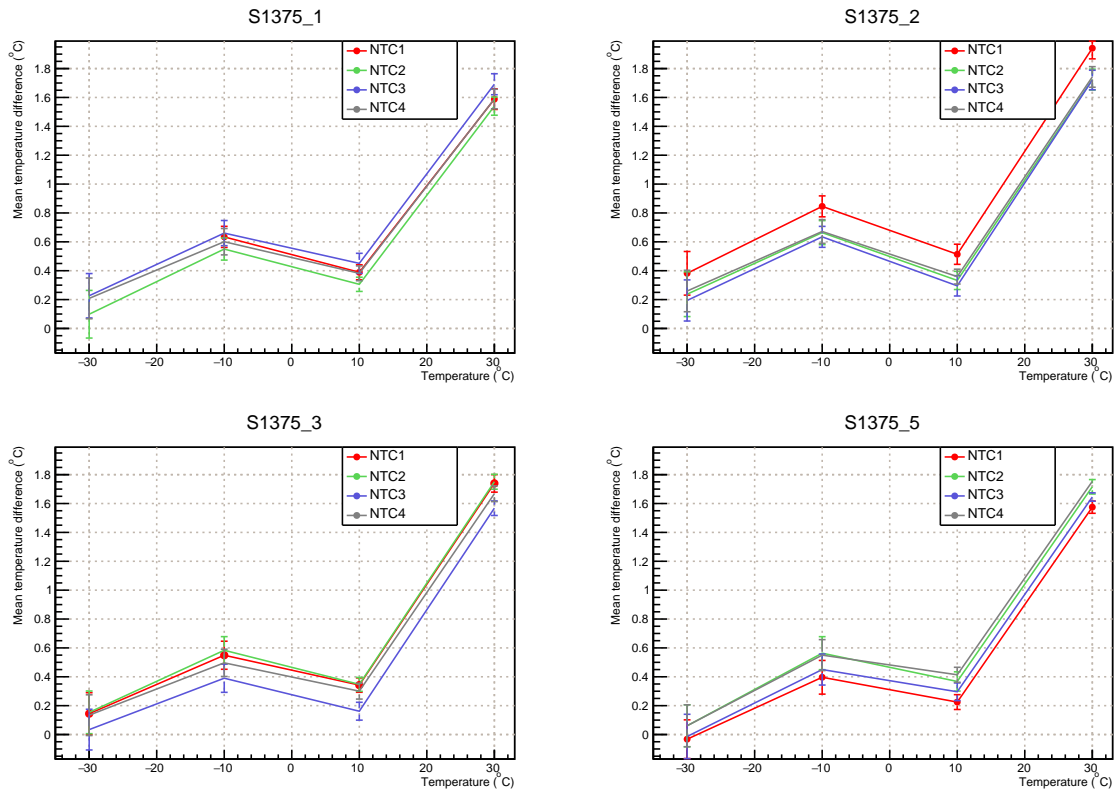 S1375_1
Mean temperature difference (°C)
1.8
1.6
1.4
1.2
1
0.8
0.6
0.4
0.2
0
NTC1
NTC2
NTC3
NTC4
−30 −20 −10 0 10 20 30
Temperature (°C)
S1375_2
Mean temperature difference (°C)
1.8
1.6
1.4
1.2
1
0.8
0.6
0.4
0.2
0
NTC1
NTC2
NTC3
NTC4
−30 −20 −10 0 10 20 30
Temperature (°C)
S1375_3
Mean temperature difference (°C)
1.8
1.6
1.4
1.2
1
0.8
0.6
0.4
0.2
0
NTC1
NTC2
NTC3
NTC4
−30 −20 −10 0 10 20 30
Temperature (°C)
S1375_5
Mean temperature difference (°C)
1.8
1.6
1.4
1.2
1
0.8
0.6
0.4
0.2
0
NTC1
NTC2
NTC3
NTC4
−30 −20 −10 0 10 20 30
Temperature (°C)